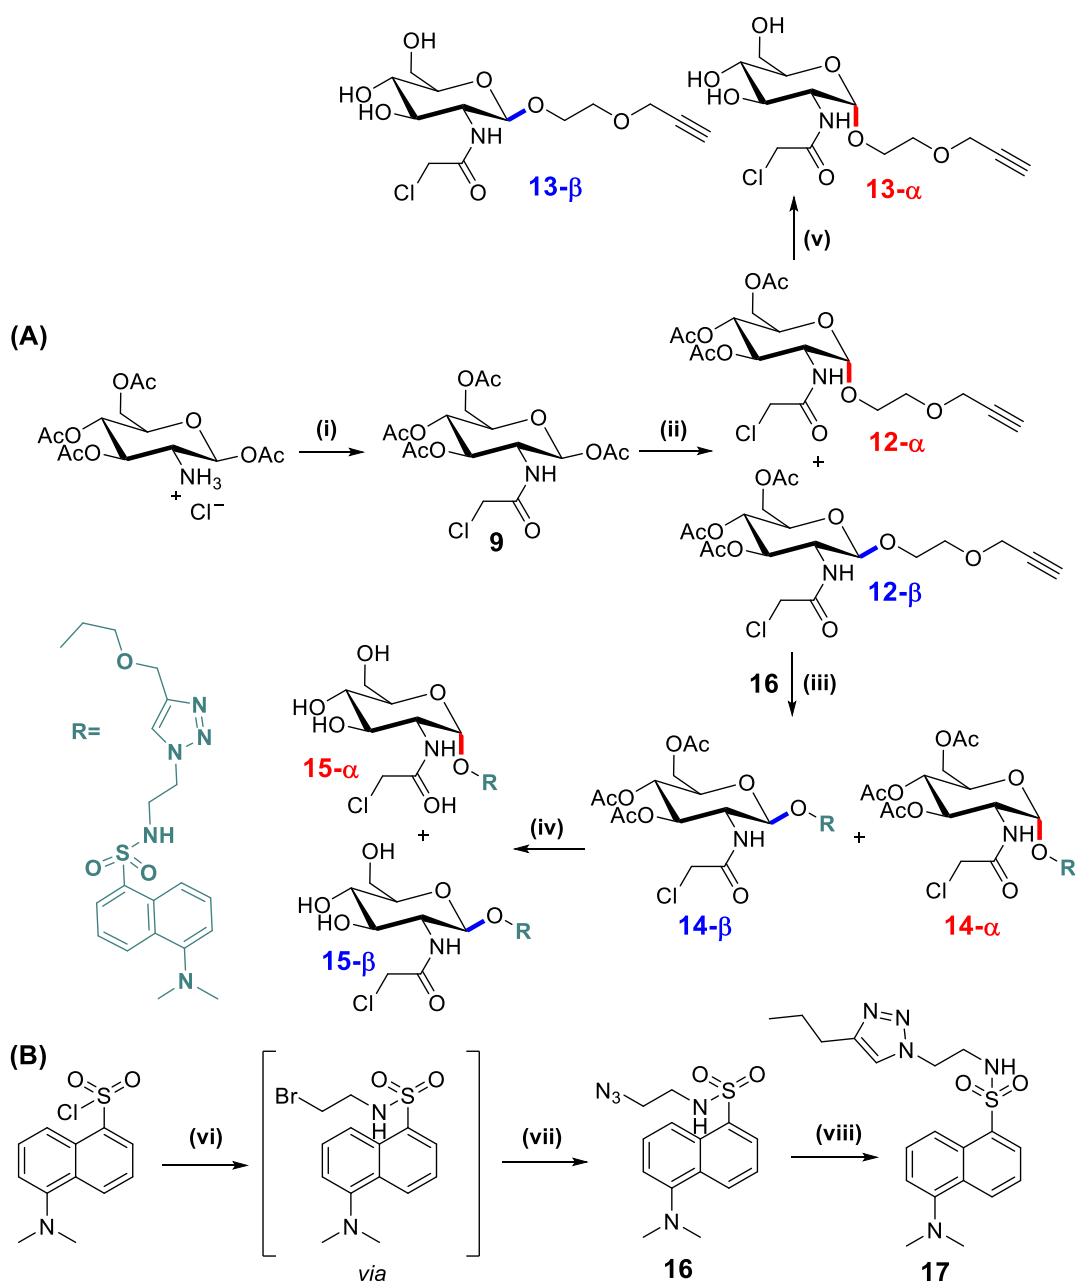 OH
HO
HO
O
O
NH
O
Cl
O
13-β
OH
HO
HO
O
NH
O
O
Cl
O
13-α
(v)
(A)
OAc
AcO
AcO
O
OAc
NH3
+
Cl−
(i)
OAc
AcO
AcO
O
OAc
NH
Cl
O
9
(ii)
OAc
AcO
AcO
O
NH
O
O
Cl
O
12-α
+
OAc
AcO
AcO
O
O
O
NH
Cl
O
12-β
16
(iii)
R=
O
N
N
N
NH
S
O
O
N
OH
HO
HO
O
NH
O
R
Cl
OH
15-α
+
OH
HO
HO
O
O
R
NH
Cl
O
15-β
(iv)
OAc
AcO
AcO
O
O
R
NH
Cl
O
14-β
+
OAc
AcO
AcO
O
NH
O
R
Cl
O
14-α
(B)
O
O
S
Cl
N
(vi)
Br
N
H
O
O
S
N
via
(vii)
N3
N
H
O
O
S
N
16
(viii)
N
N
N
NH
O
O
S
N
17